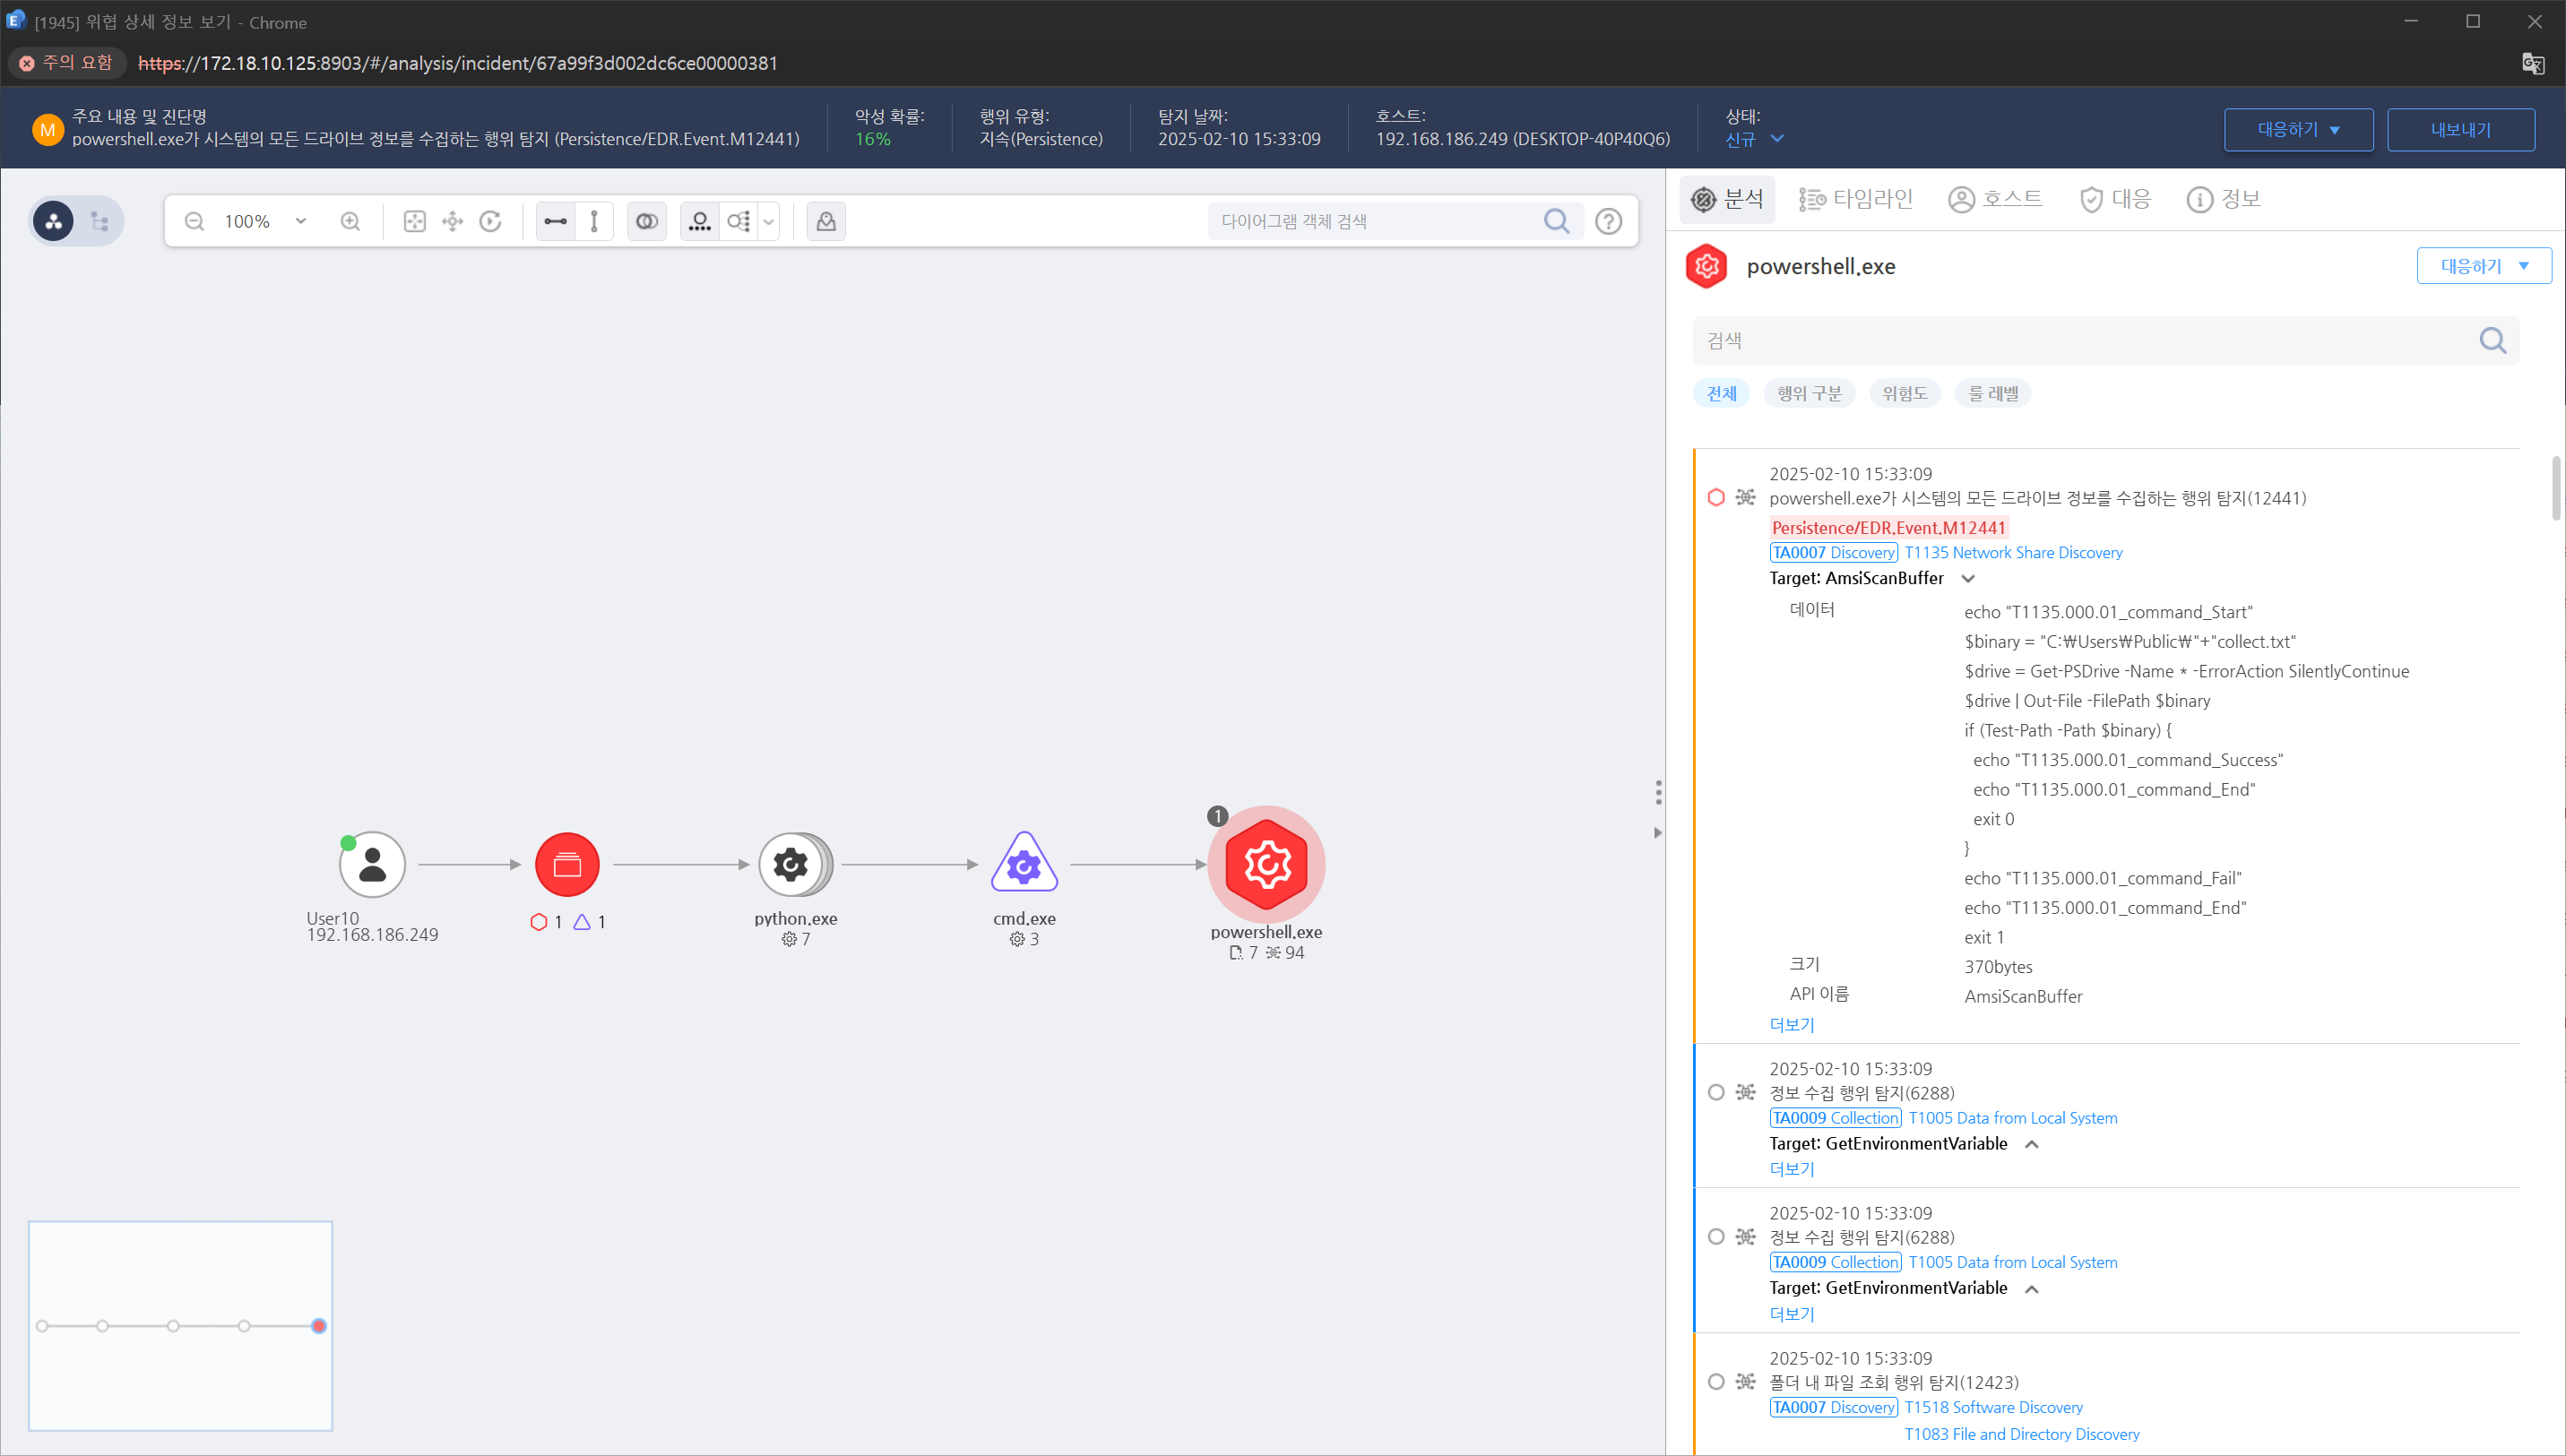 [1945] 위협 상세 정보 보기 - Chrome
주의 요함 https://172.18.10.125:8903/#/analysis/incident/67a99f3d002dc6ce00000381
M
주요 내용 및 진단명
powershell.exe가 시스템의 모든 드라이브 정보를 수집하는 행위 탐지 (Persistence/EDR.Event.M12441)
악성 확률:
16%
행위 유형:
지속(Persistence)
탐지 날짜:
2025-02-10 15:33:09
호스트:
192.168.186.249 (DESKTOP-40P40Q6)
상태:
신규
대응하기 ▼
내보내기
100%
다이어그램 객체 검색
User10
192.168.186.249
1 1
python.exe
7
cmd.exe
3
1
powershell.exe
7 94
분석 타임라인 호스트 대응 정보
powershell.exe
대응하기 ▼
검색
전체 행위 구분 위험도 룰 레벨
2025-02-10 15:33:09
powershell.exe가 시스템의 모든 드라이브 정보를 수집하는 행위 탐지(12441)
Persistence/EDR.Event.M12441
TA0007 Discovery T1135 Network Share Discovery
Target: AmsiScanBuffer
데이터
echo "T1135.000.01_command_Start"
$binary = "C:₩Users₩Public₩"+"collect.txt"
$drive = Get-PSDrive -Name * -ErrorAction SilentlyContinue
$drive | Out-File -FilePath $binary
if (Test-Path -Path $binary) {
echo "T1135.000.01_command_Success"
echo "T1135.000.01_command_End"
exit 0
}
echo "T1135.000.01_command_Fail"
echo "T1135.000.01_command_End"
exit 1
크기 370bytes
API 이름 AmsiScanBuffer
더보기
2025-02-10 15:33:09
정보 수집 행위 탐지(6288)
TA0009 Collection T1005 Data from Local System
Target: GetEnvironmentVariable
더보기
2025-02-10 15:33:09
정보 수집 행위 탐지(6288)
TA0009 Collection T1005 Data from Local System
Target: GetEnvironmentVariable
더보기
2025-02-10 15:33:09
폴더 내 파일 조회 행위 탐지(12423)
TA0007 Discovery T1518 Software Discovery
T1083 File and Directory Discovery